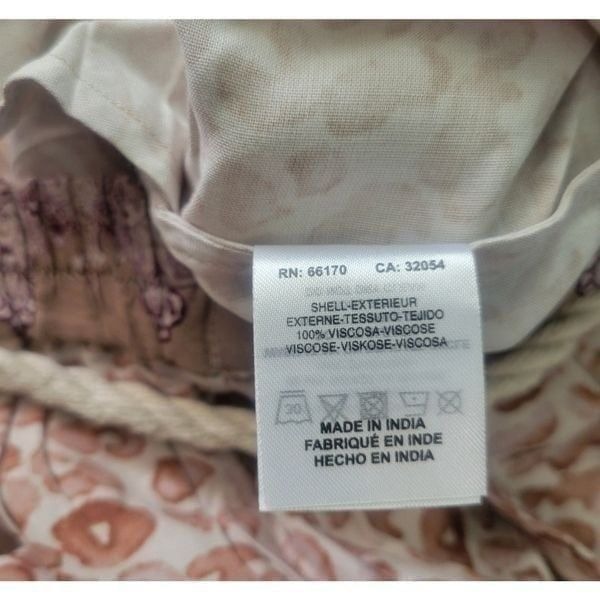 RN: 66170 CA: 32054
SHELL-EXTERIEUR
EXTERNE-TESSUTO-TEJIDO
100% VISCOSA-VISCOSE
VISCOSE-VISKOSE-VISCOSA
30
MADE IN INDIA
FABRIQUÉ EN INDE
HECHO EN INDIA